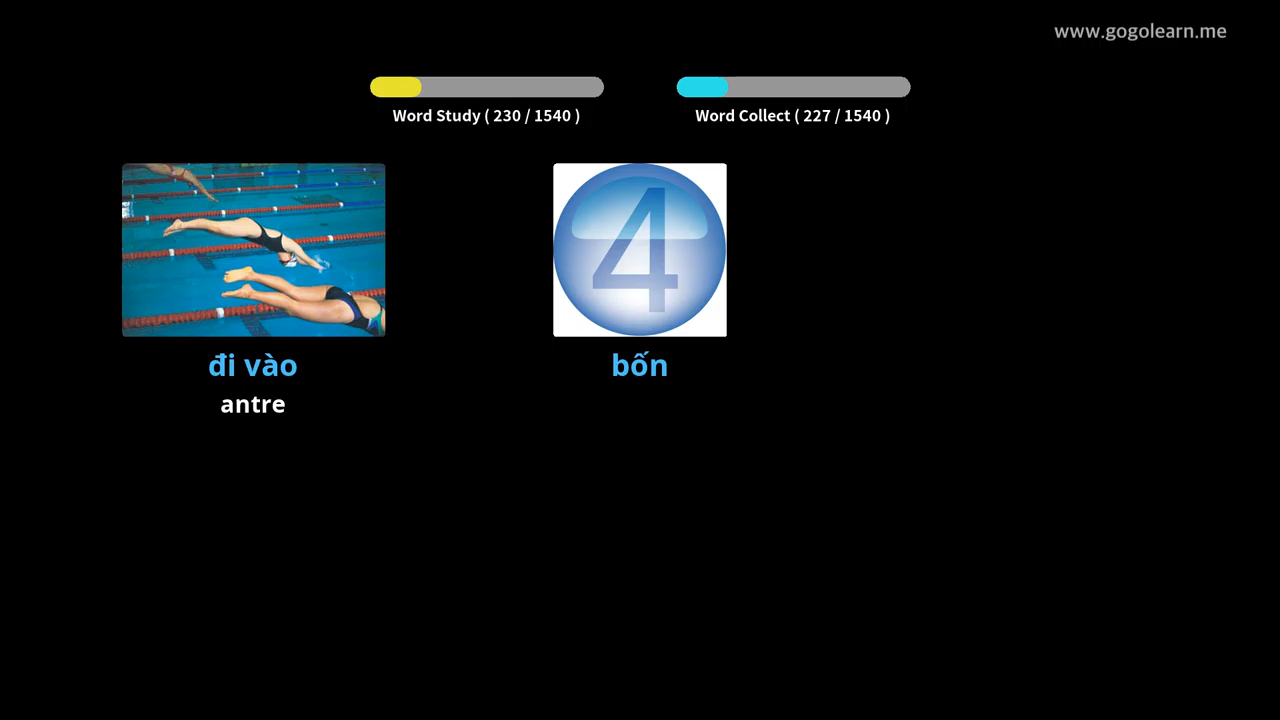 www.gogolearn.me
Word Study ( 230 / 1540 )
Word Collect ( 227 / 1540 )
4
đi vào
bốn
antre